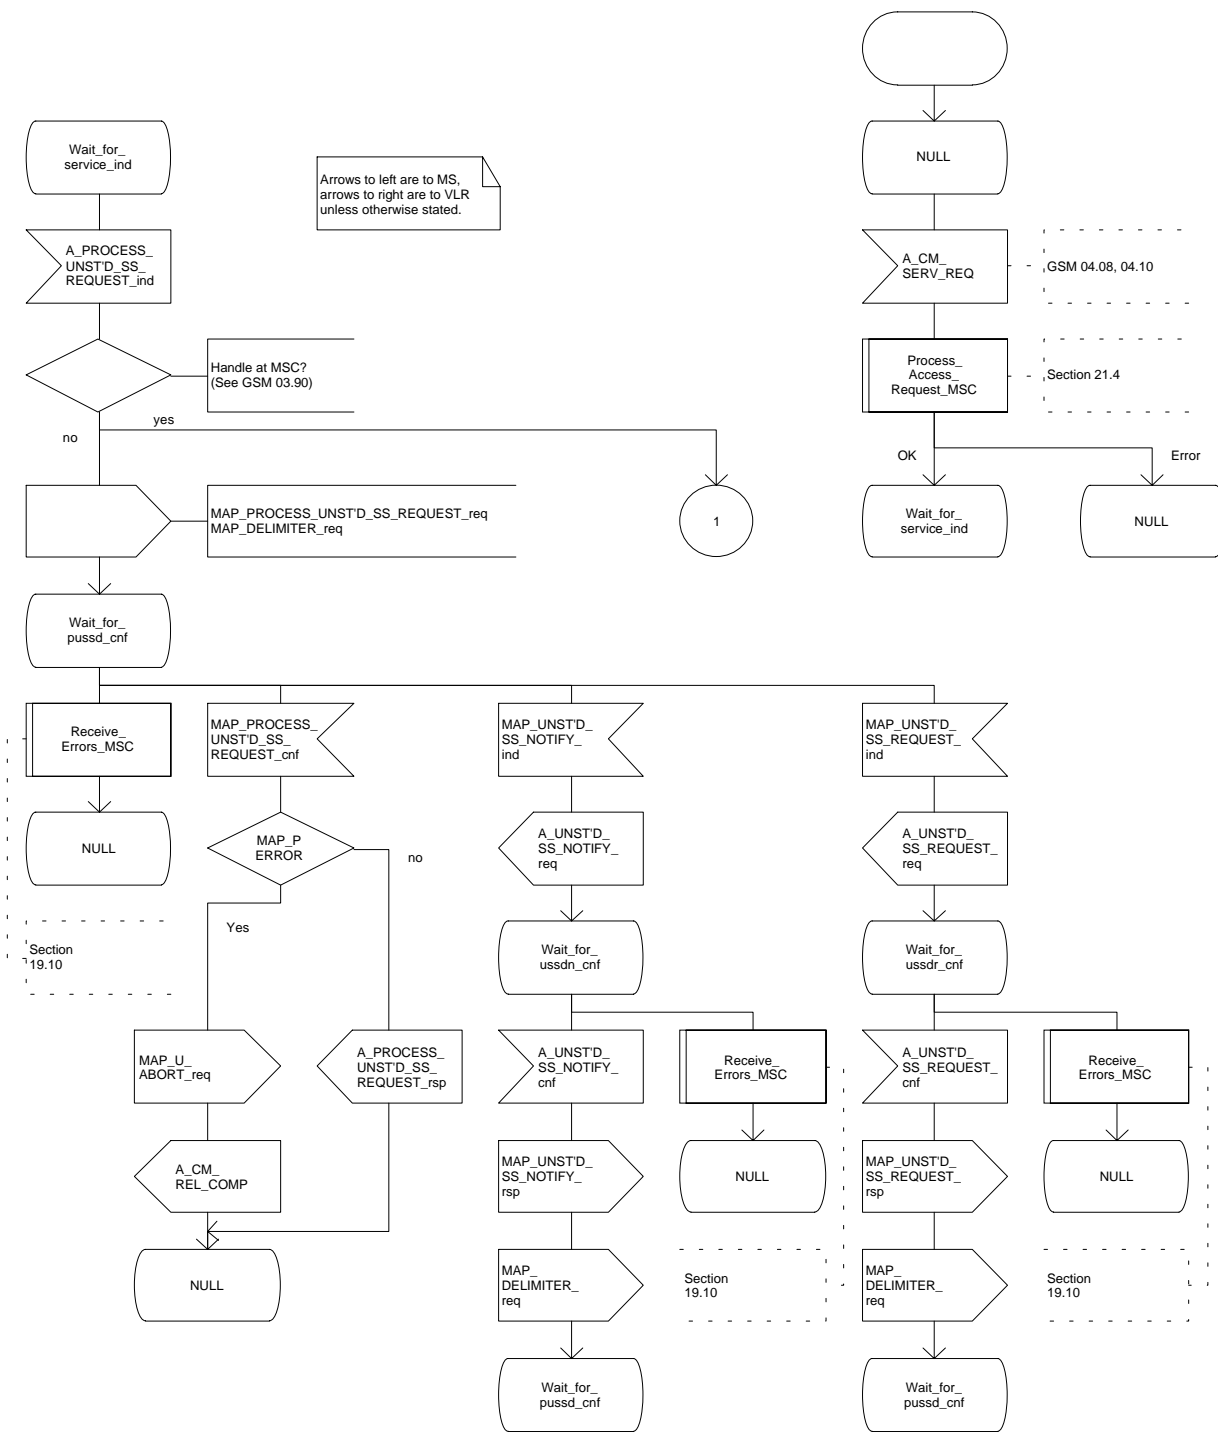 NULL
Wait_for_
service_ind
Arrows to left are to MS,
arrows to right are to VLR
unless otherwise stated.
A_PROCESS_
UNST'D_SS_
REQUEST_ind
A_CM_
SERV_REQ
GSM 04.08, 04.10
Handle at MSC?
(See GSM 03.90)
Process_
Access_
Request_MSC
Section 21.4
no
yes
OK
Error
MAP_PROCESS_UNST'D_SS_REQUEST_req
MAP_DELIMITER_req
1
Wait_for_
service_ind
NULL
Wait_for_
pussd_cnf
Receive_
Errors_MSC
MAP_PROCESS_
UNST'D_SS_
REQUEST_cnf
MAP_UNST'D_
SS_NOTIFY_
ind
MAP_UNST'D_
SS_REQUEST_
ind
NULL
MAP_P
ERROR
no
A_UNST'D_
SS_NOTIFY_
req
A_UNST'D_
SS_REQUEST_
req
Yes
Section
19.10
Wait_for_
ussdn_cnf
Wait_for_
ussdr_cnf
MAP_U_
ABORT_req
A_PROCESS_
UNST'D_SS_
REQUEST_rsp
A_UNST'D_
SS_NOTIFY_
cnf
Receive_
Errors_MSC
A_UNST'D_
SS_REQUEST_
cnf
Receive_
Errors_MSC
A_CM_
REL_COMP
MAP_UNST'D_
SS_NOTIFY_
rsp
NULL
MAP_UNST'D_
SS_REQUEST_
rsp
NULL
NULL
MAP_
DELIMITER_
req
Section
19.10
MAP_
DELIMITER_
req
Section
19.10
Wait_for_
pussd_cnf
Wait_for_
pussd_cnf